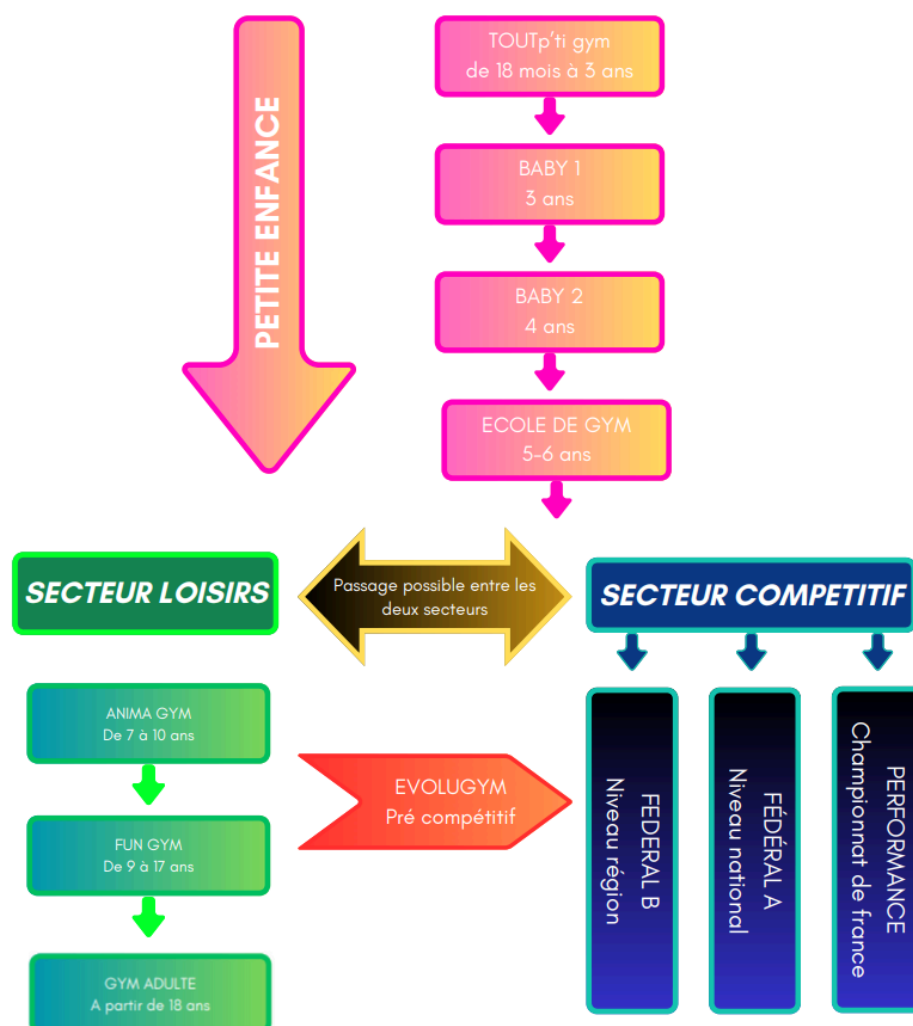 PETITE ENFANCE
TOUTp'ti gym
de 18 mois à 3 ans
BABY 1
3 ans
BABY 2
4 ans
ECOLE DE GYM
5-6 ans
SECTEUR LOISIRS
Passage possible entre les
deux secteurs
SECTEUR COMPETITIF
ANIMA GYM
De 7 à 10 ans
FUN GYM
De 9 à 17 ans
GYM ADULTE
A partir de 18 ans
EVOLUGYM
Pré compétitif
FEDERAL B
Niveau région
FÉDÉRAL A
Niveau national
PERFORMANCE
Championnat de france